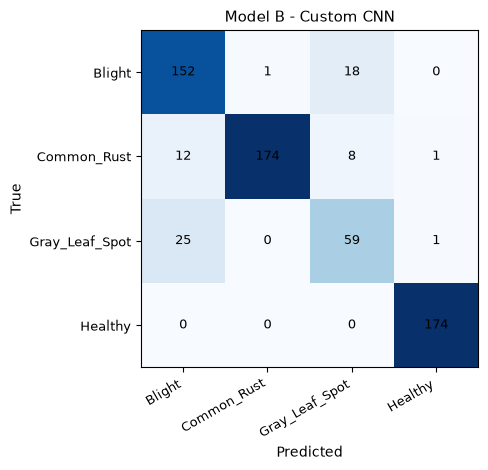 Model B - Custom CNN
True
Blight 152 1 18 0
Common_Rust 12 174 8 1
Gray_Leaf_Spot 25 0 59 1
Healthy 0 0 0 174
Blight Common_Rust Gray_Leaf_Spot Healthy
Predicted